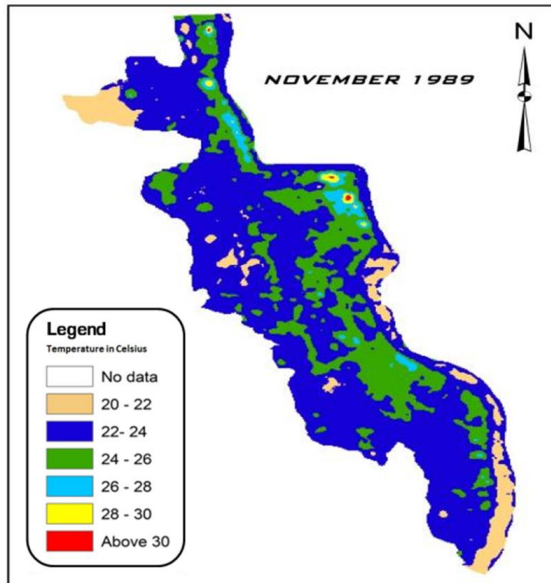 N
NOVEMBER 1989
Legend
Temperature in Celsius
No data
20 - 22
22- 24
24 - 26
26 - 28
28 - 30
Above 30